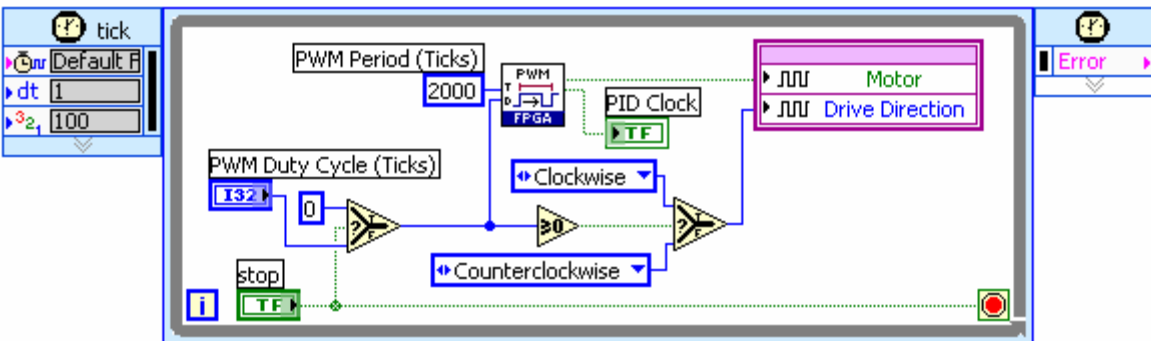 tick
Default F
dt 1
321 100
PWM Period (Ticks)
2000
PWM
T
D
FPGA
PID Clock
TF
Motor
Drive Direction
PWM Duty Cycle (Ticks)
I32
0
? T F
≥0
Clockwise
Counterclockwise
? T F
stop
TF
i
Error